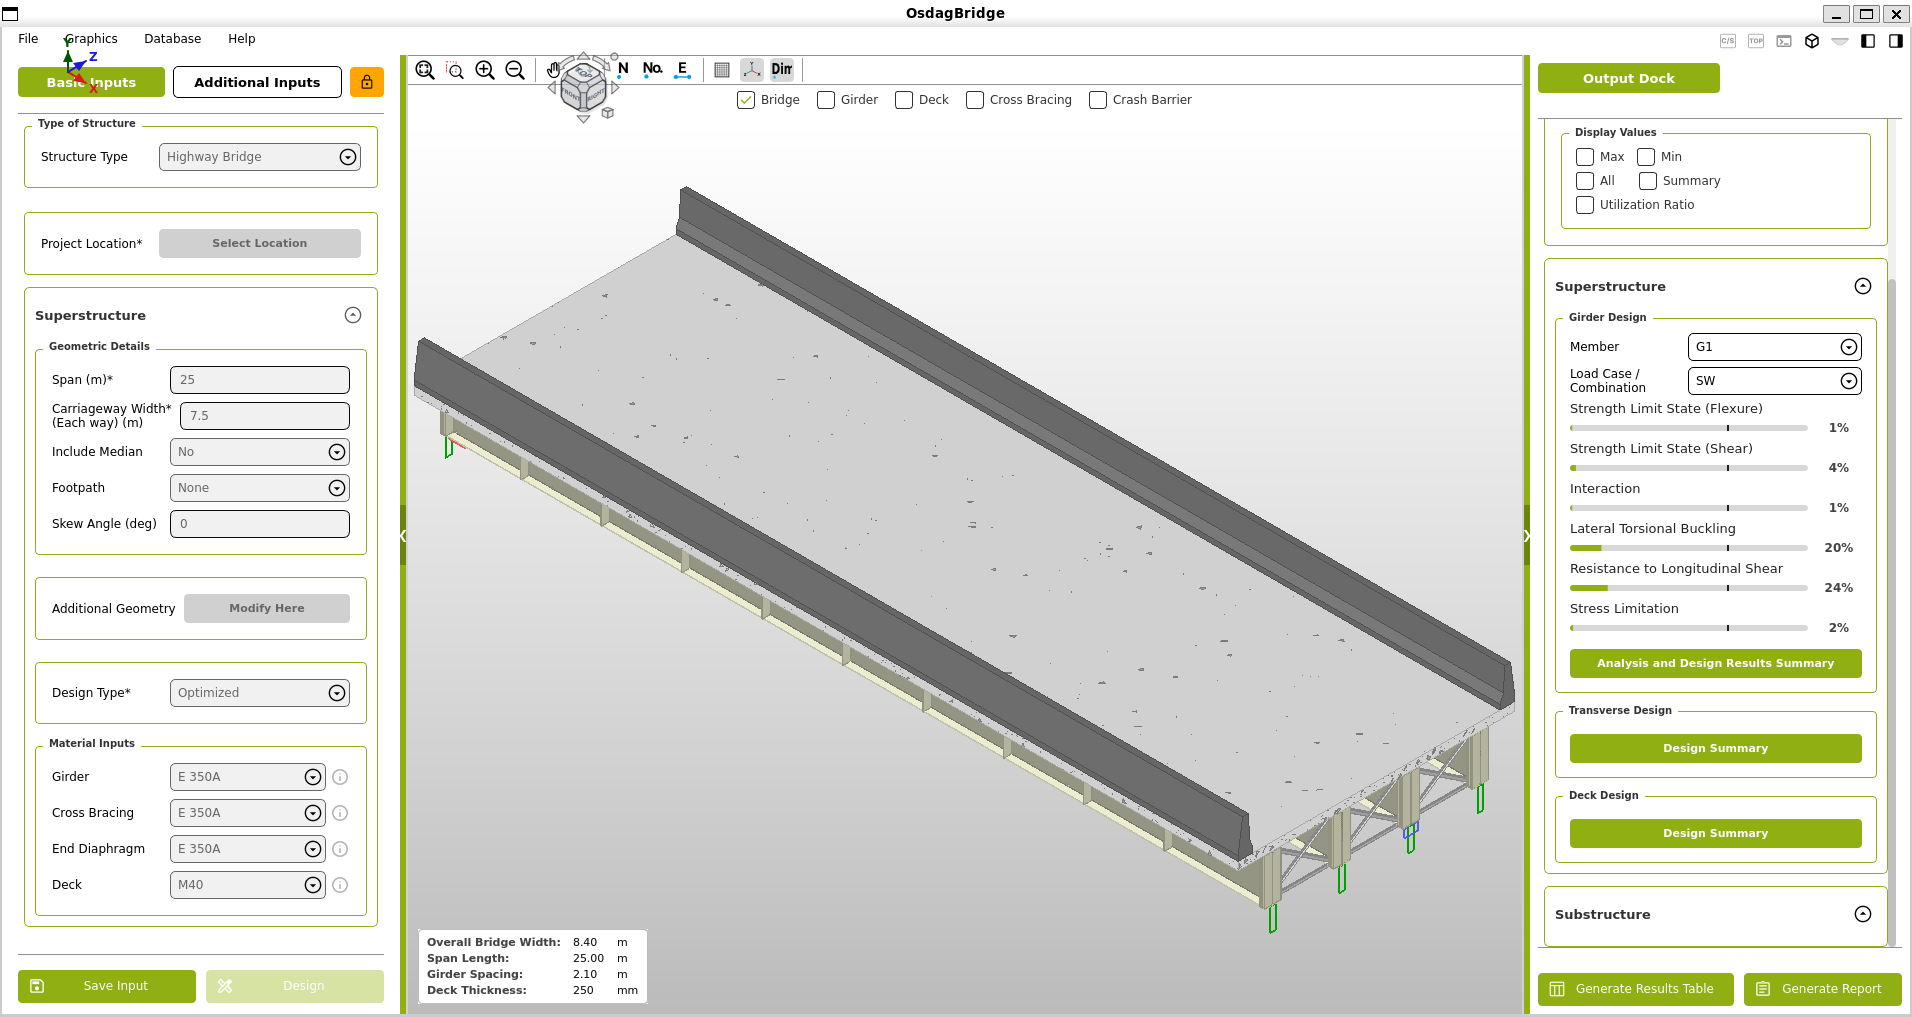 OsdagBridge
File Graphics Database Help
C/S TOP
Basic Inputs Additional Inputs
Y
Z
X
Type of Structure
Structure Type Highway Bridge
Project Location* Select Location
Superstructure
Geometric Details
Span (m)* 25
Carriageway Width*
(Each way) (m) 7.5
Include Median No
Footpath None
Skew Angle (deg) 0
Additional Geometry Modify Here
Design Type* Optimized
Material Inputs
Girder E 350A
Cross Bracing E 350A
End Diaphragm E 350A
Deck M40
Save Input Design
N No. E Dim
TOP
FRONT RIGHT
Bridge Girder Deck Cross Bracing Crash Barrier
Overall Bridge Width: 8.40 m
Span Length: 25.00 m
Girder Spacing: 2.10 m
Deck Thickness: 250 mm
Output Dock
Display Values
Max Min
All Summary
Utilization Ratio
Superstructure
Girder Design
Member G1
Load Case /
Combination SW
Strength Limit State (Flexure)
1%
Strength Limit State (Shear)
4%
Interaction
1%
Lateral Torsional Buckling
20%
Resistance to Longitudinal Shear
24%
Stress Limitation
2%
Analysis and Design Results Summary
Transverse Design
Design Summary
Deck Design
Design Summary
Substructure
Generate Results Table Generate Report